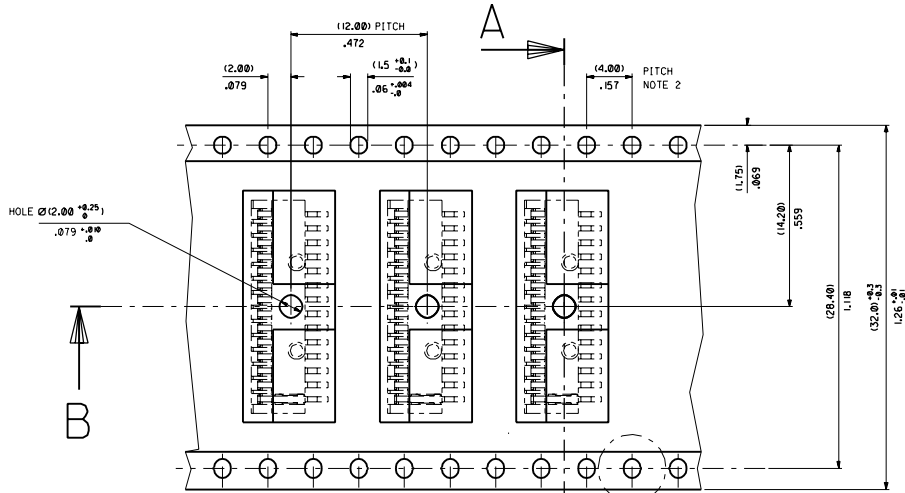 (12.00) PITCH
.472
A
(2.00)
.079
(1.5 +0.1 -0.0)
.06 +.004 -.0
(4.00)
.157
PITCH
NOTE 2
(1.75)
.069
(14.20)
.559
HOLE Ø(2.00 +0.25 0)
.079 +.010 .0
(28.40)
1.118
(32.0) +0.3 -0.3
1.26 +.01 -.01
B